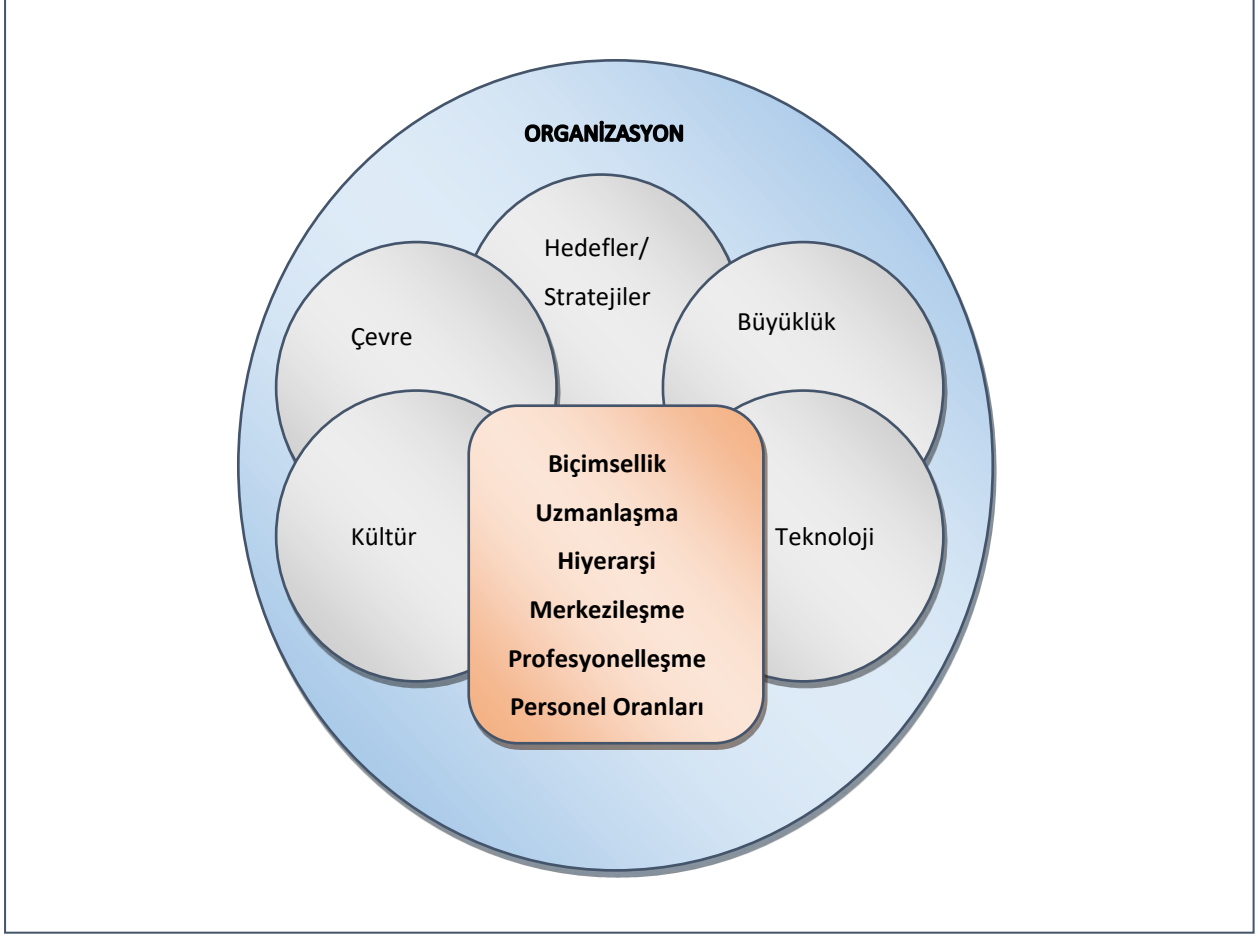 ORGANİZASYON
Hedefler/
Stratejiler
Çevre
Büyüklük
Kültür
Teknoloji
Biçimsellik
Uzmanlaşma
Hiyerarşi
Merkezileşme
Profesyonelleşme
Personel Oranları